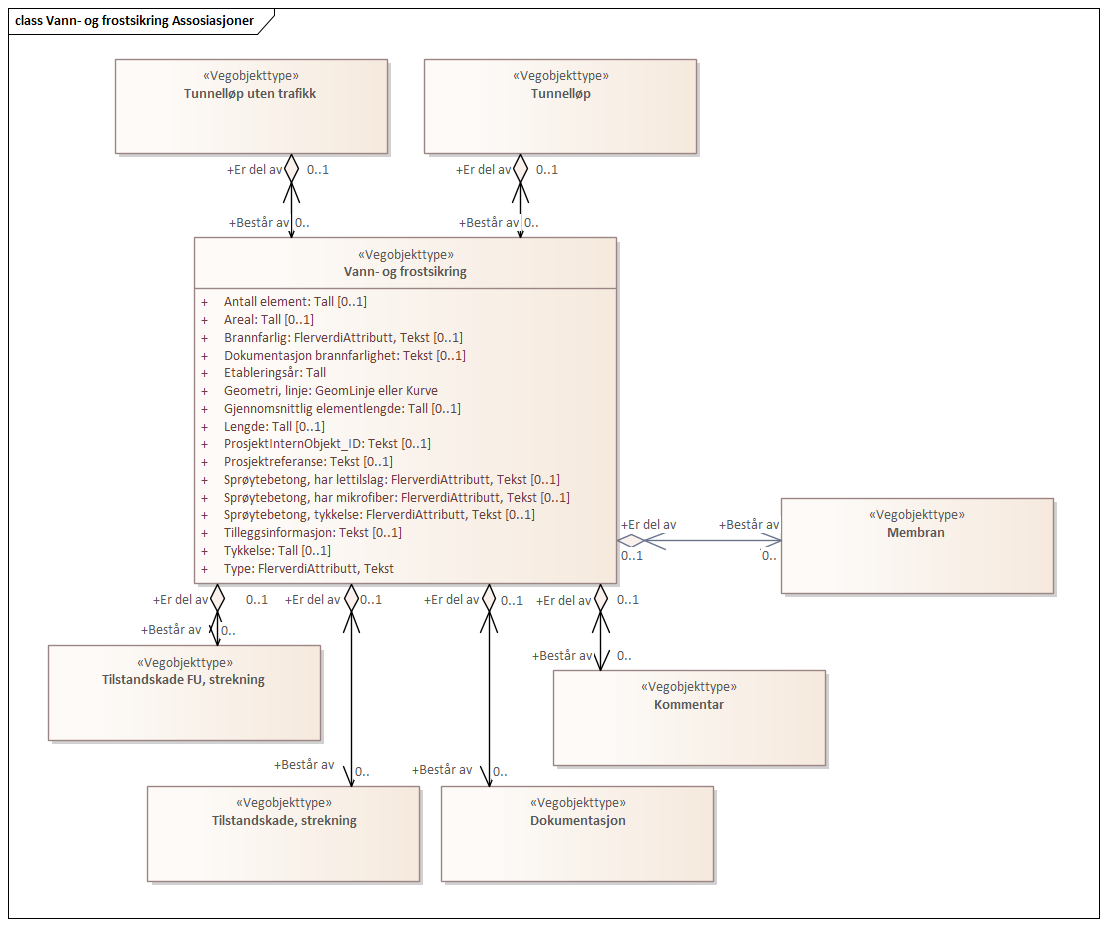 class Vann- og frostsikring Assosiasjoner
«Vegobjekttype»
Tunnelløp uten trafikk
«Vegobjekttype»
Tunnelløp
+Er del av
0..1
+Er del av
0..1
+Består av
0..
+Består av
0..
«Vegobjekttype»
Vann- og frostsikring
+ Antall element: Tall [0..1]
+ Areal: Tall [0..1]
+ Brannfarlig: FlerverdiAttributt, Tekst [0..1]
+ Dokumentasjon brannfarlighet: Tekst [0..1]
+ Etableringsår: Tall
+ Geometri, linje: GeomLinje eller Kurve
+ Gjennomsnittlig elementlengde: Tall [0..1]
+ Lengde: Tall [0..1]
+ ProsjektInternObjekt_ID: Tekst [0..1]
+ Prosjektreferanse: Tekst [0..1]
+ Sprøytebetong, har lettilslag: FlerverdiAttributt, Tekst [0..1]
+ Sprøytebetong, har mikrofiber: FlerverdiAttributt, Tekst [0..1]
+ Sprøytebetong, tykkelse: FlerverdiAttributt, Tekst [0..1]
+ Tilleggsinformasjon: Tekst [0..1]
+ Tykkelse: Tall [0..1]
+ Type: FlerverdiAttributt, Tekst
+Er del av
0..1
+Består av
0..
«Vegobjekttype»
Membran
+Er del av
0..1
+Er del av
0..1
+Er del av
0..1
+Er del av
0..1
+Består av
0..
+Består av
0..
«Vegobjekttype»
Tilstandskade FU, strekning
«Vegobjekttype»
Kommentar
+Består av
0..
+Består av
0..
«Vegobjekttype»
Tilstandskade, strekning
«Vegobjekttype»
Dokumentasjon